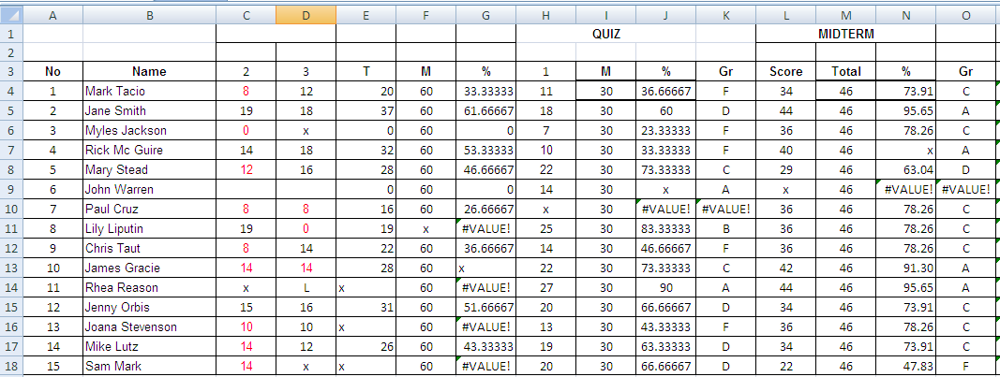 A B C D E F G H I J K L M N O
1 QUIZ MIDTERM
2
3 No Name 2 3 T M % 1 M % Gr Score Total % Gr
4 1 Mark Tacio 8 12 20 60 33.33333 11 30 36.66667 F 34 46 73.91 C
5 2 Jane Smith 19 18 37 60 61.66667 18 30 60 D 44 46 95.65 A
6 3 Myles Jackson 0 x 0 60 0 7 30 23.33333 F 36 46 78.26 C
7 4 Rick Mc Guire 14 18 32 60 53.33333 10 30 33.33333 F 40 46 x A
8 5 Mary Stead 12 16 28 60 46.66667 22 30 73.33333 C 29 46 63.04 D
9 6 John Warren 0 60 0 14 30 x A x 46 #VALUE! #VALUE!
10 7 Paul Cruz 8 8 16 60 26.66667 x 30 #VALUE! #VALUE! 36 46 78.26 C
11 8 Lily Liputin 19 0 19 x #VALUE! 25 30 83.33333 B 36 46 78.26 C
12 9 Chris Taut 8 14 22 60 36.66667 14 30 46.66667 F 36 46 78.26 C
13 10 James Gracie 14 14 28 60 x 22 30 73.33333 C 42 46 91.30 A
14 11 Rhea Reason x L x 60 #VALUE! 27 30 90 A 44 46 95.65 A
15 12 Jenny Orbis 15 16 31 60 51.66667 20 30 66.66667 D 34 46 73.91 C
16 13 Joana Stevenson 10 10 x 60 #VALUE! 13 30 43.33333 F 36 46 78.26 C
17 14 Mike Lutz 14 12 26 60 43.33333 19 30 63.33333 D 34 46 73.91 C
18 15 Sam Mark 14 x x 60 #VALUE! 20 30 66.66667 D 22 46 47.83 F